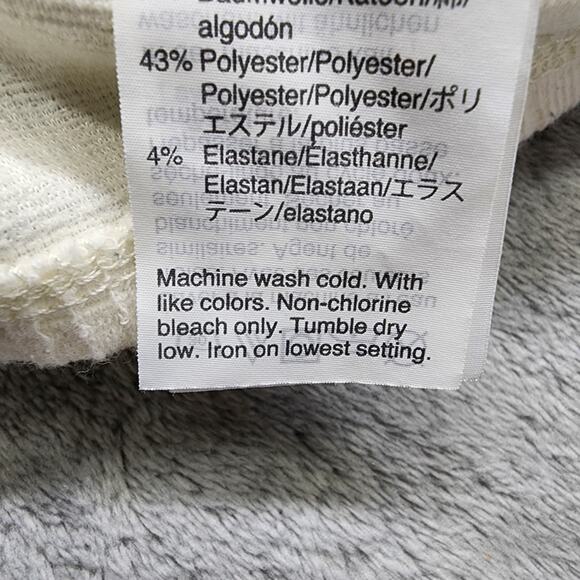 algodón
43% Polyester/Polyester/
Polyester/Polyester/ポリ
エステル/poliéster
4% Elastane/Élasthanne/
Elastan/Elastaan/エラス
テーン/elastano
Machine wash cold. With
like colors. Non-chlorine
bleach only. Tumble dry
low. Iron on lowest setting.